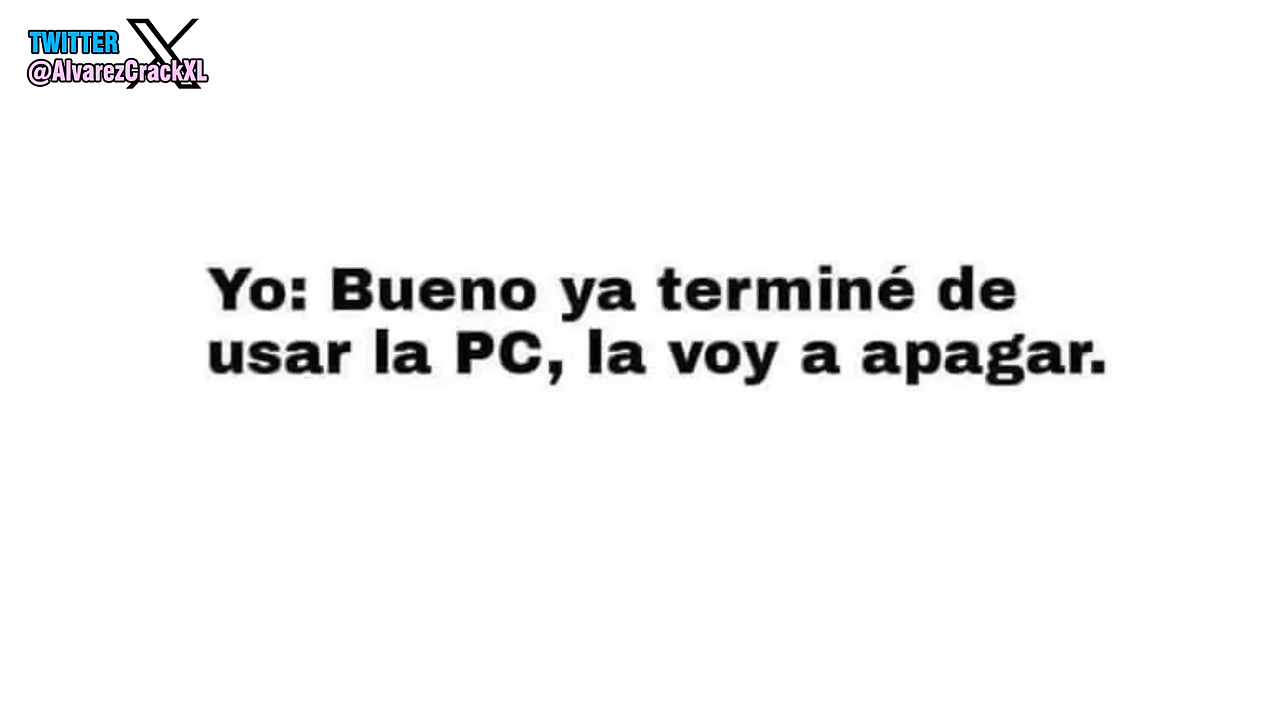 TWITTER
@AlvarezCrackXL
Yo: Bueno ya terminé de
usar la PC, la voy a apagar.